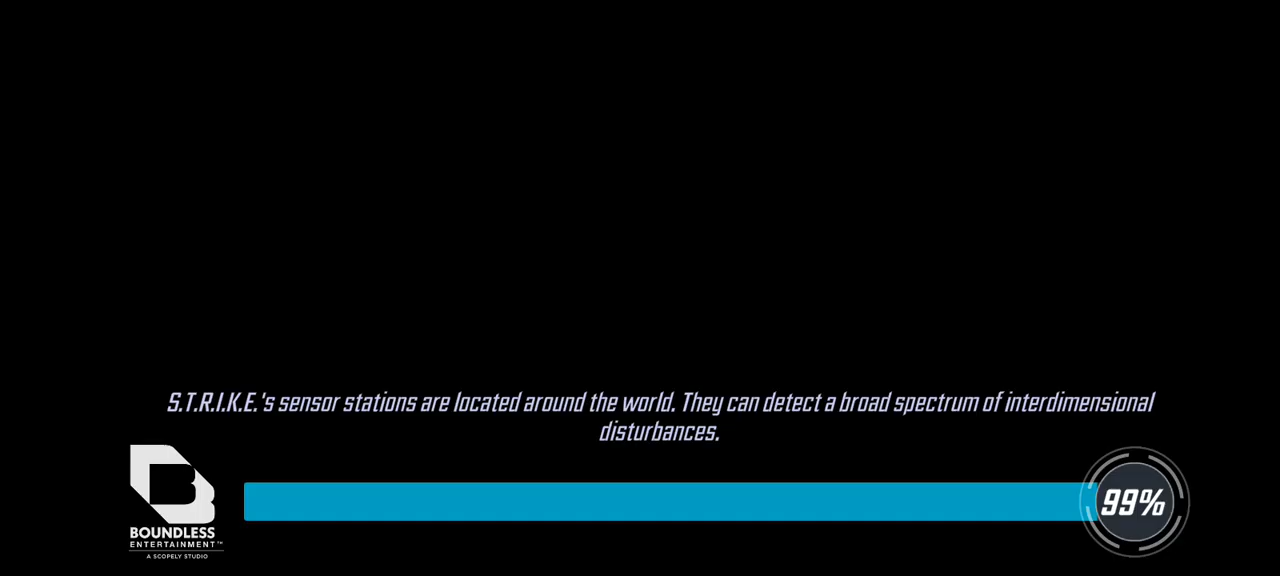 S.T.R.I.K.E.'s sensor stations are located around the world. They can detect a broad spectrum of interdimensional
disturbances.
99%
BOUNDLESS
ENTERTAINMENT™
A SCOPELY STUDIO